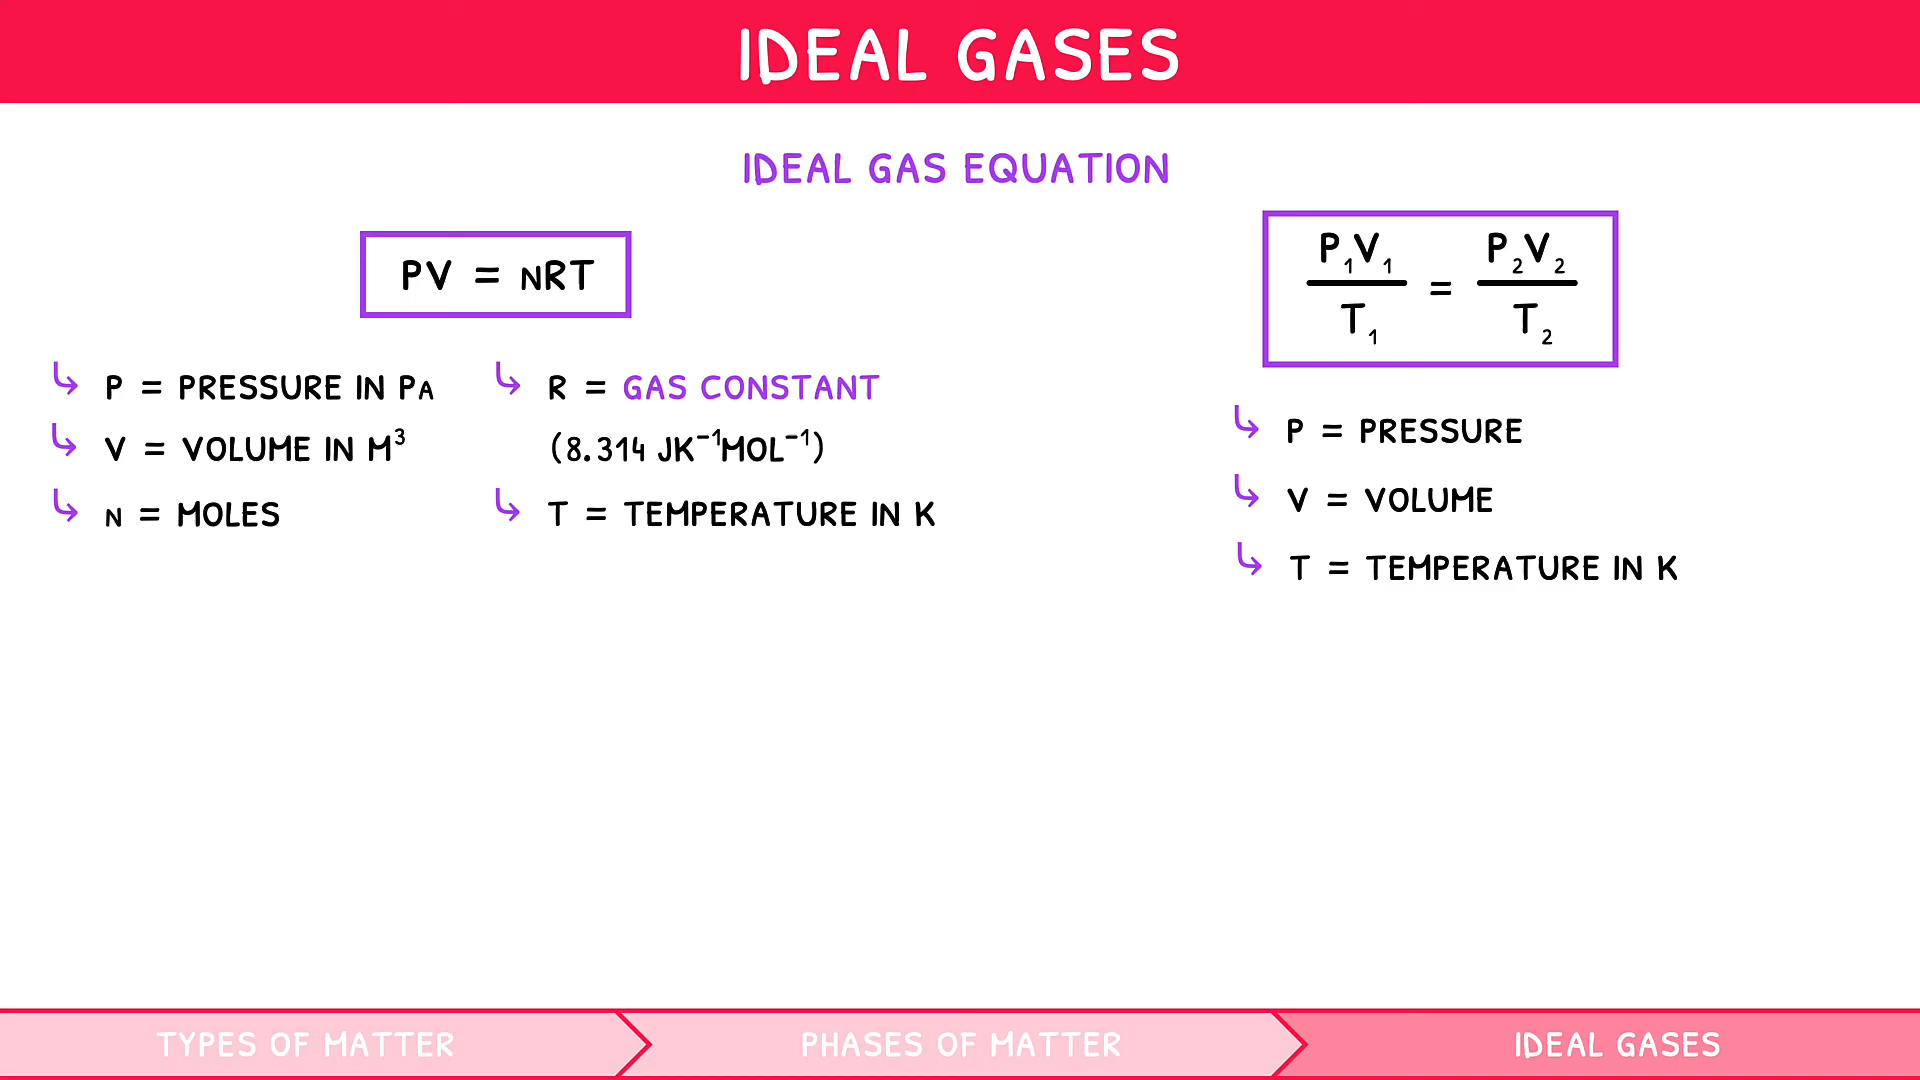 IDEAL GASES
IDEAL GAS EQUATION
PV = nRT
P = PRESSURE IN Pa
V = VOLUME IN M³
n = MOLES
R = GAS CONSTANT
(8.314 JK⁻¹MOL⁻¹)
T = TEMPERATURE IN K
P₁V₁ / T₁ = P₂V₂ / T₂
P = PRESSURE
V = VOLUME
T = TEMPERATURE IN K
TYPES OF MATTER
PHASES OF MATTER
IDEAL GASES